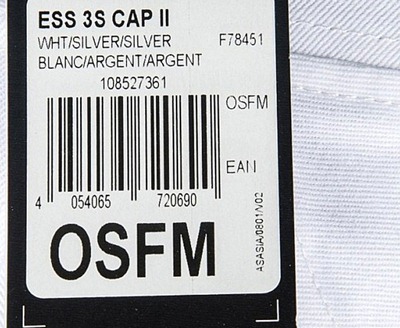 ESS 3S CAP II
WHT/SILVER/SILVER F78451
BLANC/ARGENT/ARGENT
108527361
OSFM
EAN
4 054065 720690
OSFM
ASASIA/0801/V02